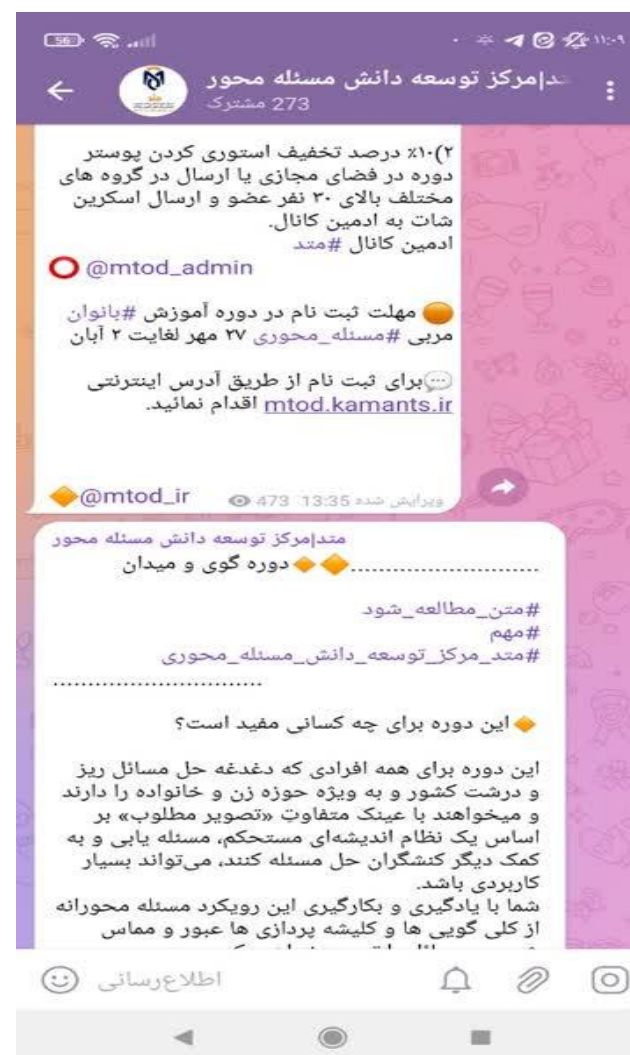 56
۱۱:۰۹
متد|مرکز توسعه دانش مسئله محور
273 مشترک
۲)۱۰٪ درصد تخفیف استوری کردن پوستر
دوره در فضای مجازی یا ارسال در گروه های
مختلف بالای ۳۰ نفر عضو و ارسال اسکرین
شات به ادمین کانال.
ادمین کانال #متد
@mtod_admin
مهلت ثبت نام در دوره آموزش #بانوان
مربی #مسئله_محوری ۲۷ مهر لغایت ۲ آبان
برای ثبت نام از طریق آدرس اینترنتی
mtod.kamants.ir اقدام نمائید.
@mtod_ir
473 ویرایش شده 13:35
متد|مرکز توسعه دانش مسئله محور
...........................دوره گوی و میدان
#متن_مطالعه_شود
#مهم
#متد_مرکز_توسعه_دانش_مسئله_محوری
..............................
این دوره برای چه کسانی مفید است؟
این دوره برای همه افرادی که دغدغه حل مسائل ریز
و درشت کشور و به ویژه حوزه زن و خانواده را دارند
و میخواهند با عینک متفاوتِ «تصویر مطلوب» بر
اساس یک نظام اندیشه‌ای مستحکم، مسئله یابی و به
کمک دیگر کنشگران حل مسئله کنند، می‌تواند بسیار
کاربردی باشد.
شما با یادگیری و بکارگیری این رویکرد مسئله محورانه
از کلی گویی ها و کلیشه پردازی ها عبور و مماس
اطلاع‌رسانی